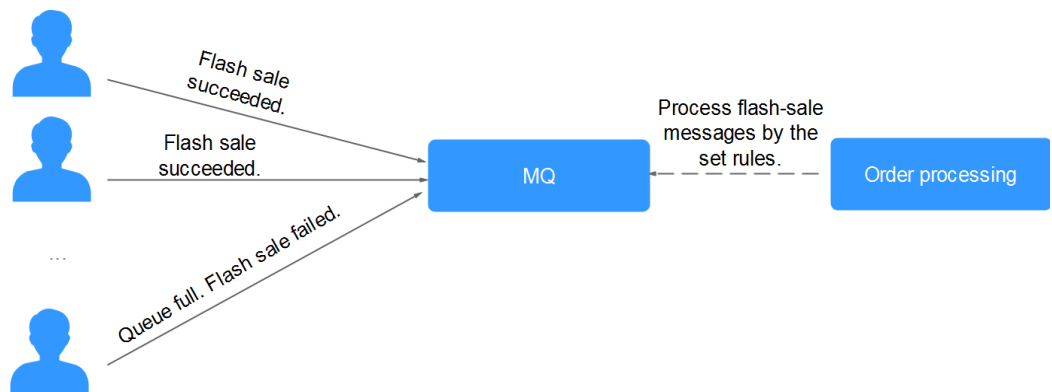 Flash sale
succeeded.
Flash sale
succeeded.
...
Queue full. Flash sale failed.
MQ
Process flash-sale
messages by the
set rules.
Order processing